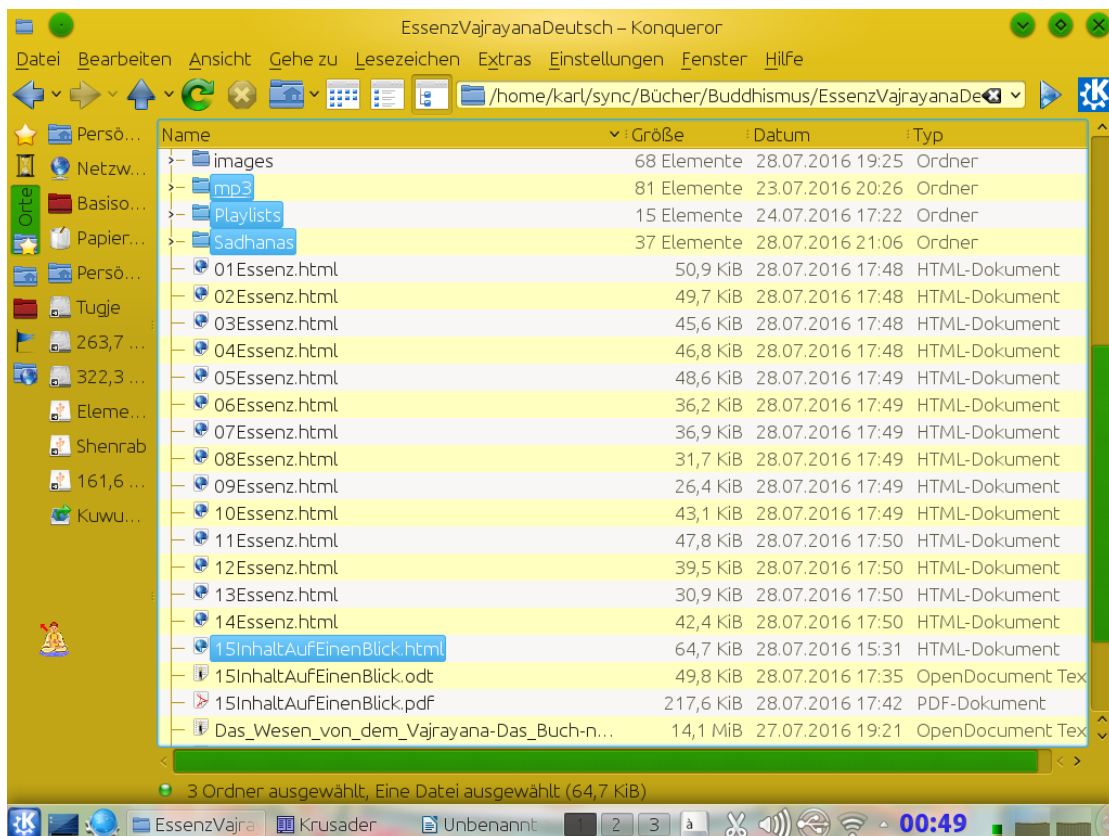 EssenzVajrayanaDeutsch – Konqueror
Datei Bearbeiten Ansicht Gehe zu Lesezeichen Extras Einstellungen Fenster Hilfe
/home/karl/sync/Bücher/Buddhismus/EssenzVajrayanaDe
Orte
Persö...
Netzw...
Basiso...
Papier...
Persö...
Tugje
263,7 ...
322,3 ...
Eleme...
Shenrab
161,6 ...
Kuwu...
Name Größe Datum Typ
images 68 Elemente 28.07.2016 19:25 Ordner
mp3 81 Elemente 23.07.2016 20:26 Ordner
Playlists 15 Elemente 24.07.2016 17:22 Ordner
Sadhanas 37 Elemente 28.07.2016 21:06 Ordner
01Essenz.html 50,9 KiB 28.07.2016 17:48 HTML-Dokument
02Essenz.html 49,7 KiB 28.07.2016 17:48 HTML-Dokument
03Essenz.html 45,6 KiB 28.07.2016 17:48 HTML-Dokument
04Essenz.html 46,8 KiB 28.07.2016 17:48 HTML-Dokument
05Essenz.html 48,6 KiB 28.07.2016 17:49 HTML-Dokument
06Essenz.html 36,2 KiB 28.07.2016 17:49 HTML-Dokument
07Essenz.html 36,9 KiB 28.07.2016 17:49 HTML-Dokument
08Essenz.html 31,7 KiB 28.07.2016 17:49 HTML-Dokument
09Essenz.html 26,4 KiB 28.07.2016 17:49 HTML-Dokument
10Essenz.html 43,1 KiB 28.07.2016 17:49 HTML-Dokument
11Essenz.html 47,8 KiB 28.07.2016 17:50 HTML-Dokument
12Essenz.html 39,5 KiB 28.07.2016 17:50 HTML-Dokument
13Essenz.html 30,9 KiB 28.07.2016 17:50 HTML-Dokument
14Essenz.html 42,4 KiB 28.07.2016 17:50 HTML-Dokument
15InhaltAufEinenBlick.html 64,7 KiB 28.07.2016 15:31 HTML-Dokument
15InhaltAufEinenBlick.odt 49,8 KiB 28.07.2016 17:35 OpenDocument Tex
15InhaltAufEinenBlick.pdf 217,6 KiB 28.07.2016 17:42 PDF-Dokument
Das_Wesen_von_dem_Vajrayana-Das_Buch-n... 14,1 MiB 27.07.2016 19:21 OpenDocument Tex
3 Ordner ausgewählt, Eine Datei ausgewählt (64,7 KiB)
EssenzVajra Krusader Unbenannt 1 2 3 à 00:49